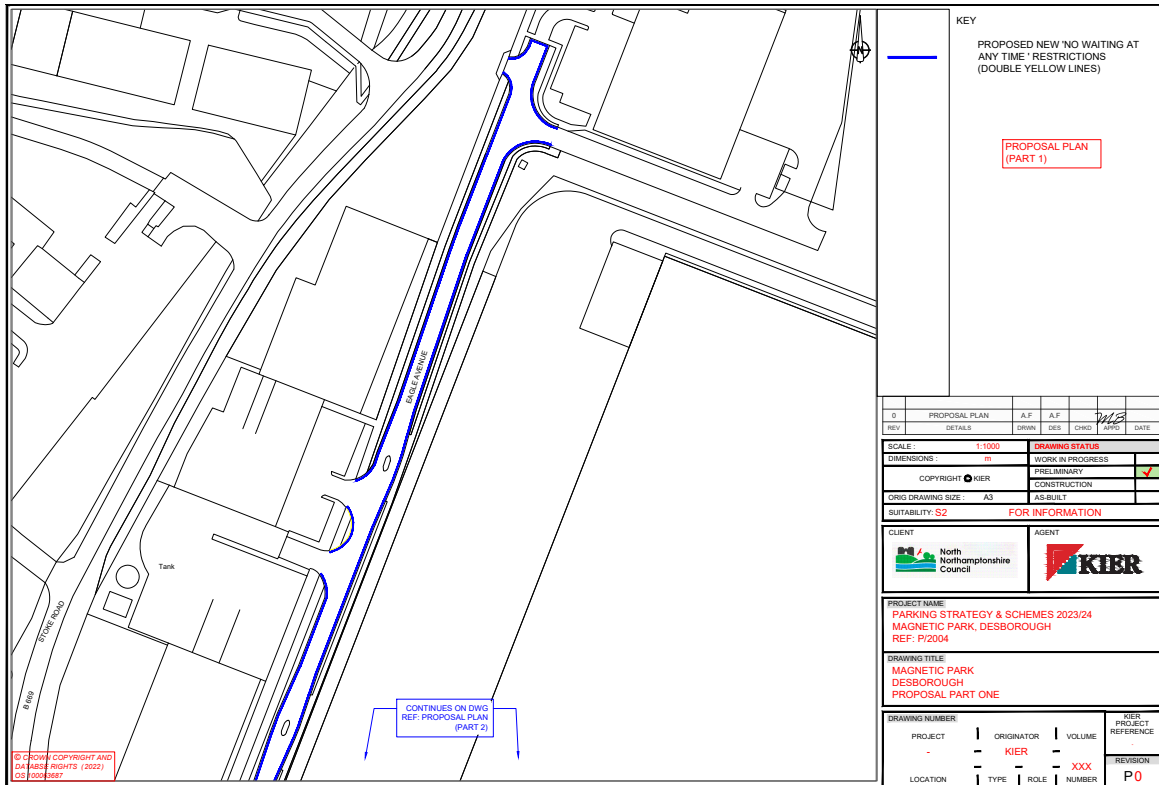 KEY
PROPOSED NEW 'NO WAITING AT
ANY TIME ' RESTRICTIONS
(DOUBLE YELLOW LINES)
PROPOSAL PLAN
(PART 1)
N
EAGLE AVENUE
Tank
STOKE ROAD
B 669
CONTINUES ON DWG
REF: PROPOSAL PLAN
(PART 2)
© CROWN COPYRIGHT AND
DATABSE RIGHTS (2022)
OS 100063687
0 PROPOSAL PLAN A.F A.F MB
REV DETAILS DRWN DES CHKD APPD DATE
SCALE : 1:1000
DIMENSIONS : m
COPYRIGHT KIER
ORIG DRAWING SIZE : A3
DRAWING STATUS
WORK IN PROGRESS
PRELIMINARY ✓
CONSTRUCTION
AS-BUILT
SUITABILITY: S2 FOR INFORMATION
CLIENT
North
Northamptonshire
Council
AGENT
KIER
PROJECT NAME
PARKING STRATEGY & SCHEMES 2023/24
MAGNETIC PARK, DESBOROUGH
REF: P/2004
DRAWING TITLE
MAGNETIC PARK
DESBOROUGH
PROPOSAL PART ONE
DRAWING NUMBER
PROJECT ORIGINATOR VOLUME
- - KIER -
- - - XXX
LOCATION TYPE ROLE NUMBER
KIER
PROJECT
REFERENCE
-
REVISION
P0